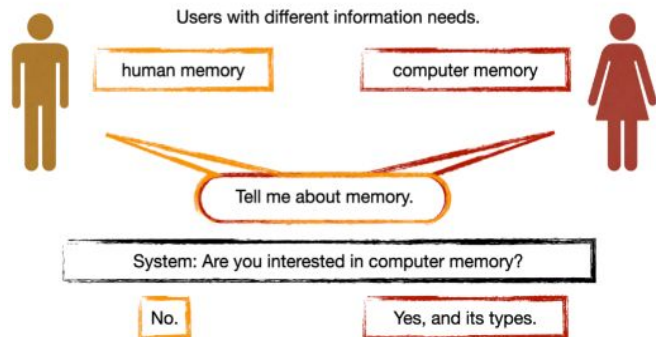 Users with different information needs.
human memory
computer memory
Tell me about memory.
System: Are you interested in computer memory?
No.
Yes, and its types.